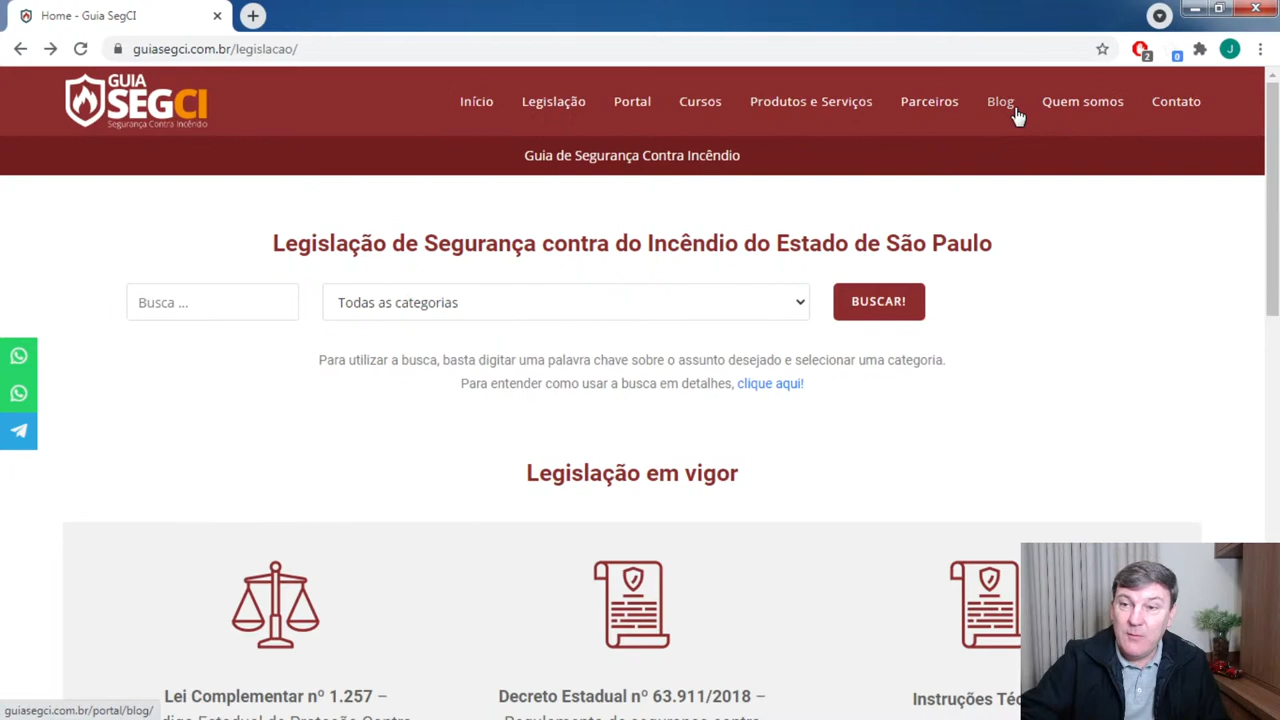 Home - Guia SegCI
guiasegci.com.br/legislacao/
2
0
J
GUIA
SEGCI
Segurança Contra Incêndio
Início Legislação Portal Cursos Produtos e Serviços Parceiros Blog Quem somos Contato
Guia de Segurança Contra Incêndio
Legislação de Segurança contra do Incêndio do Estado de São Paulo
Busca ...
Todas as categorias
BUSCAR!
Para utilizar a busca, basta digitar uma palavra chave sobre o assunto desejado e selecionar uma categoria.
Para entender como usar a busca em detalhes, clique aqui!
Legislação em vigor
Lei Complementar nº 1.257 –
Decreto Estadual nº 63.911/2018 –
Instruções
guiasegci.com.br/portal/blog/